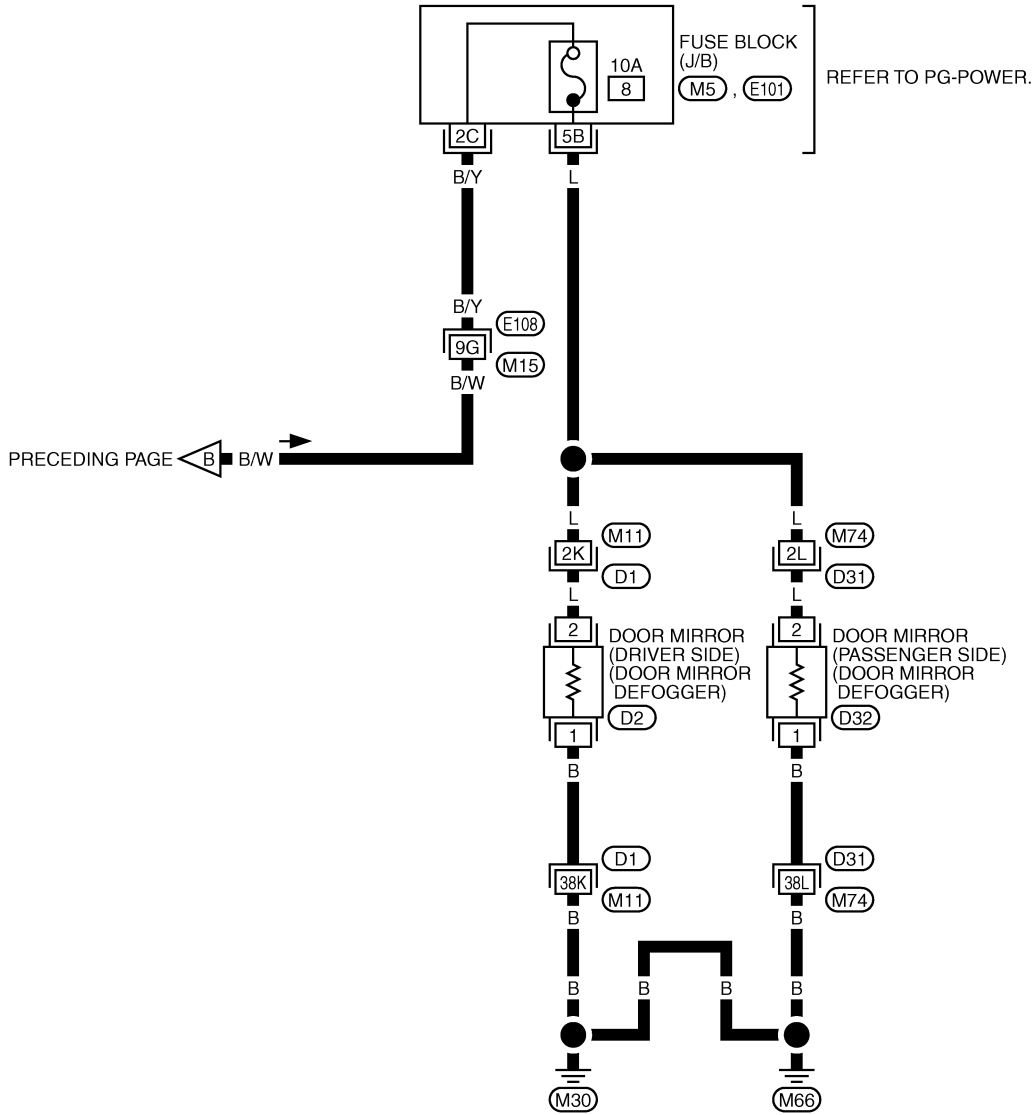 FUSE BLOCK
(J/B)
10A
8
M5 , E101
REFER TO PG-POWER.
2C
5B
B/Y
L
B/Y
E108
9G
M15
B/W
PRECEDING PAGE
B
B/W
L
L
M11
M74
2K
2L
D1
D31
L
L
2
2
DOOR MIRROR
(DRIVER SIDE)
(DOOR MIRROR
DEFOGGER)
D2
DOOR MIRROR
(PASSENGER SIDE)
(DOOR MIRROR
DEFOGGER)
D32
1
1
B
B
D1
D31
38K
38L
M11
M74
B
B
B
B
B
B
M30
M66